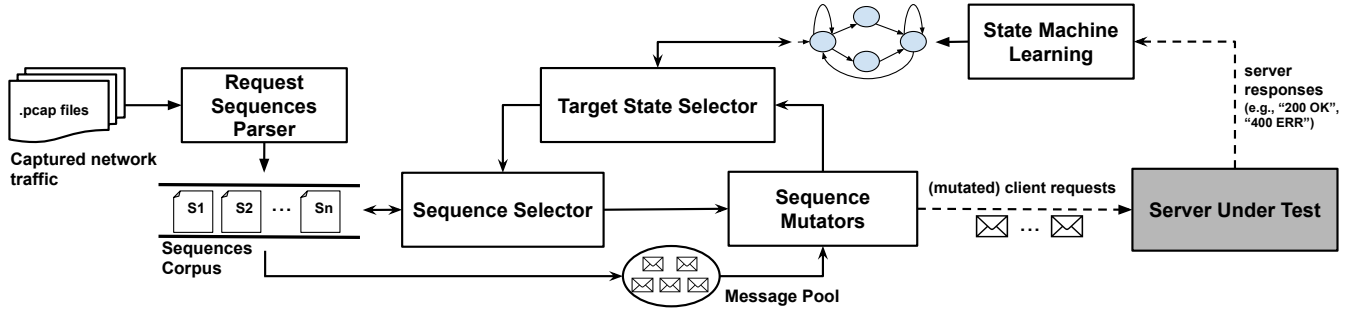 .pcap files
Captured network
traffic
Request
Sequences
Parser
S1
S2
...
Sn
Sequences
Corpus
Sequence Selector
Target State Selector
Message Pool
Sequence
Mutators
State Machine
Learning
(mutated) client requests
...
server
responses
(e.g., “200 OK”,
“400 ERR”)
Server Under Test